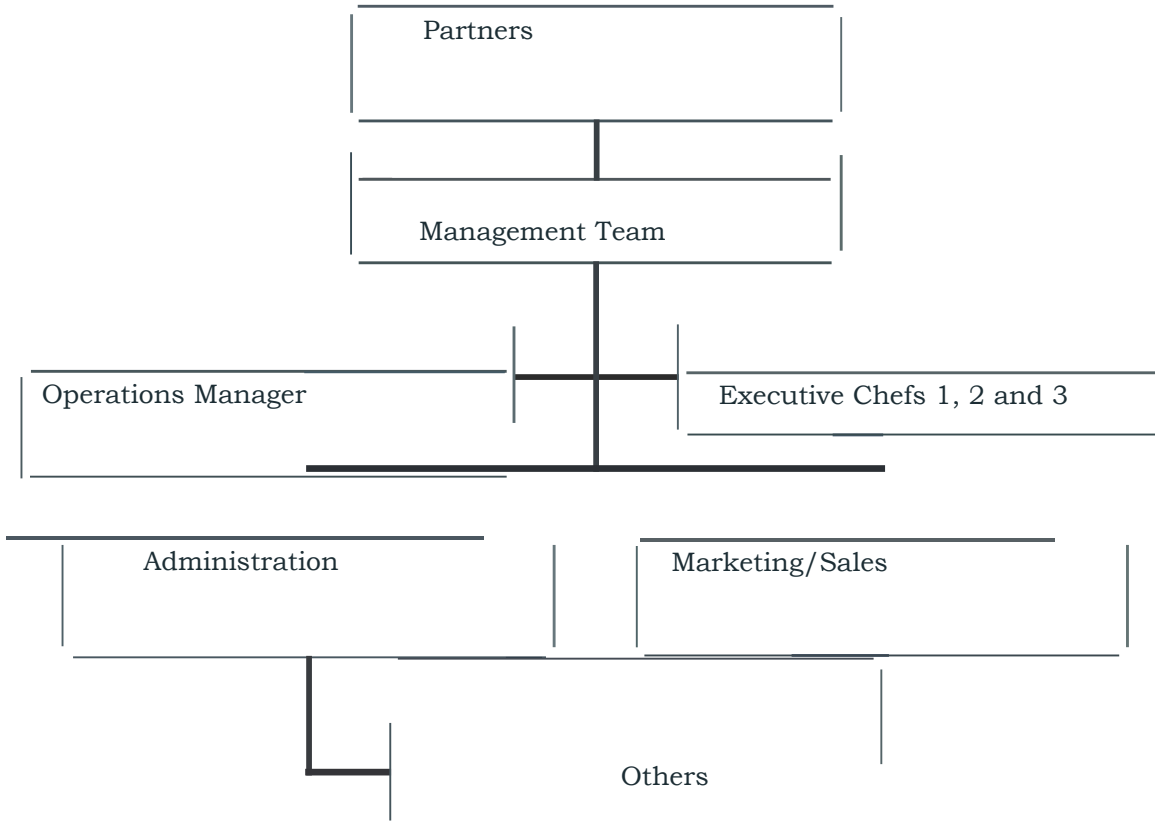 Partners
Management Team
Operations Manager
Executive Chefs 1, 2 and 3
Administration
Marketing/Sales
Others